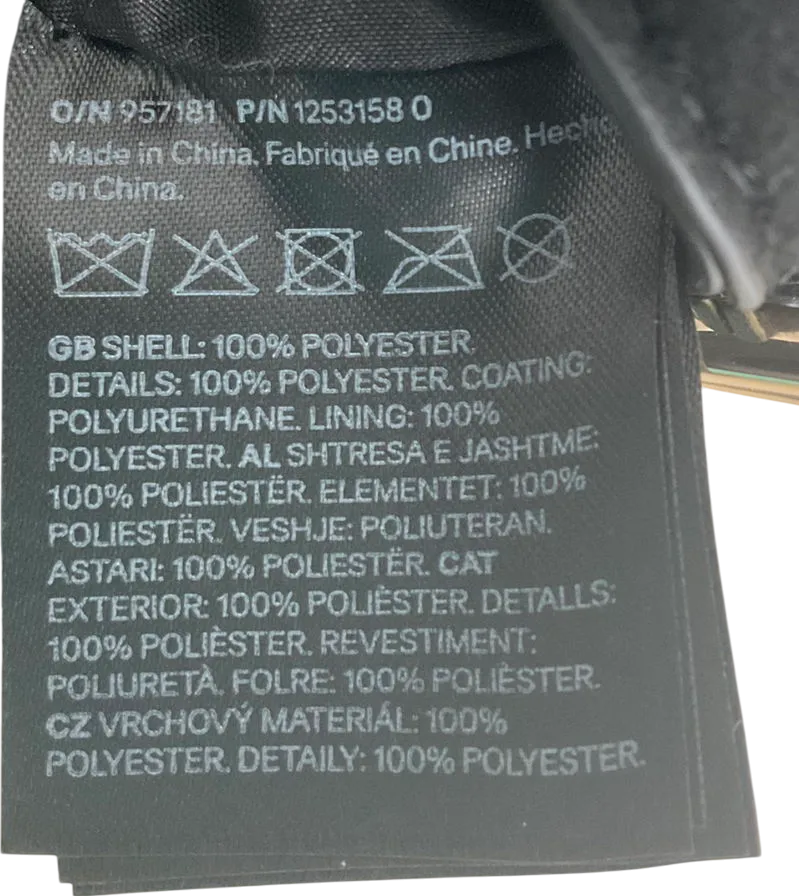 O/N 957181 P/N 1253158 0
Made in China. Fabriqué en Chine. Hecho
en China.
GB SHELL: 100% POLYESTER.
DETAILS: 100% POLYESTER. COATING:
POLYURETHANE. LINING: 100%
POLYESTER. AL SHTRESA E JASHTME:
100% POLIESTËR. ELEMENTET: 100%
POLIESTËR. VESHJE: POLIUTERAN.
ASTARI: 100% POLIESTËR. CAT
EXTERIOR: 100% POLIÈSTER. DETALLS:
100% POLIÈSTER. REVESTIMENT:
POLIURETÀ. FOLRE: 100% POLIÈSTER.
CZ VRCHOVÝ MATERIÁL: 100%
POLYESTER. DETAILY: 100% POLYESTER.